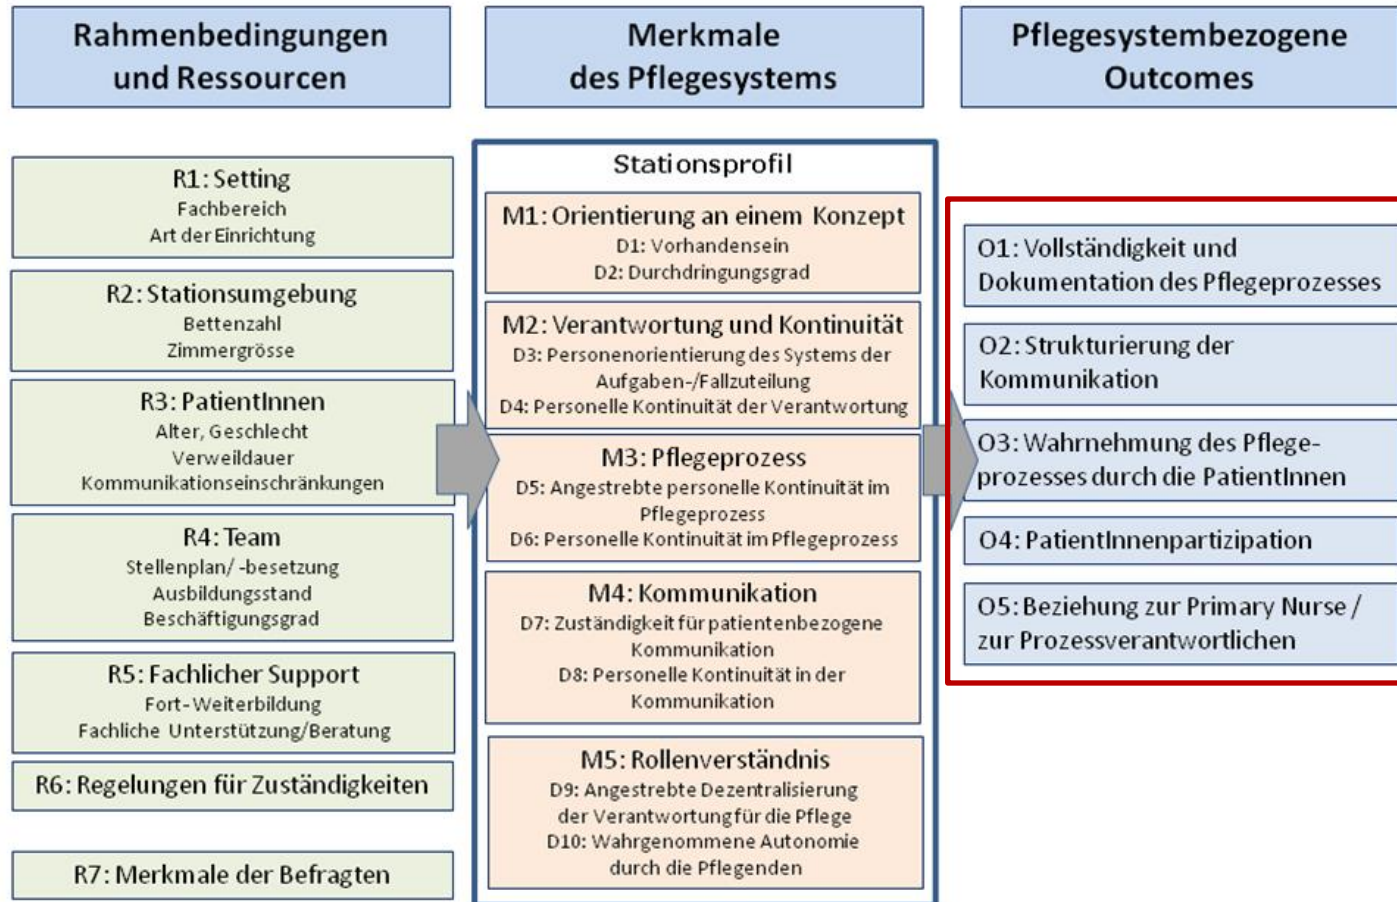 Rahmenbedingungen
und Ressourcen
R1: Setting
Fachbereich
Art der Einrichtung
R2: Stationsumgebung
Bettenzahl
Zimmergrösse
R3: PatientInnen
Alter, Geschlecht
Verweildauer
Kommunikationseinschränkungen
R4: Team
Stellenplan/ -besetzung
Ausbildungsstand
Beschäftigungsgrad
R5: Fachlicher Support
Fort- Weiterbildung
Fachliche Unterstützung/Beratung
R6: Regelungen für Zuständigkeiten
R7: Merkmale der Befragten
Merkmale
des Pflegesystems
Stationsprofil
M1: Orientierung an einem Konzept
D1: Vorhandensein
D2: Durchdringungsgrad
M2: Verantwortung und Kontinuität
D3: Personenorientierung des Systems der
Aufgaben-/Fallzuteilung
D4: Personelle Kontinuität der Verantwortung
M3: Pflegeprozess
D5: Angestrebte personelle Kontinuität im
Pflegeprozess
D6: Personelle Kontinuität im Pflegeprozess
M4: Kommunikation
D7: Zuständigkeit für patientenbezogene
Kommunikation
D8: Personelle Kontinuität in der
Kommunikation
M5: Rollenverständnis
D9: Angestrebte Dezentralisierung
der Verantwortung für die Pflege
D10: Wahrgenommene Autonomie
durch die Pflegenden
Pflegesystembezogene
Outcomes
O1: Vollständigkeit und
Dokumentation des Pflegeprozesses
O2: Strukturierung der
Kommunikation
O3: Wahrnehmung des Pflege-
prozesses durch die PatientInnen
O4: PatientInnenpartizipation
O5: Beziehung zur Primary Nurse /
zur Prozessverantwortlichen